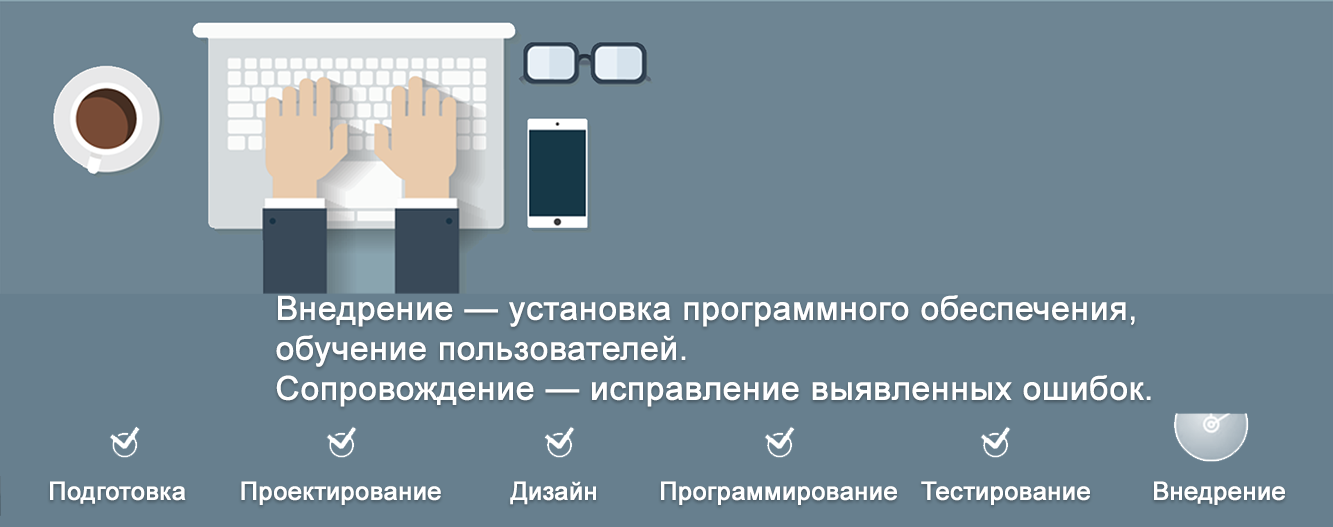 Внедрение — установка программного обеспечения,
обучение пользователей.
Сопровождение — исправление выявленных ошибок.
Подготовка Проектирование Дизайн Программирование Тестирование Внедрение